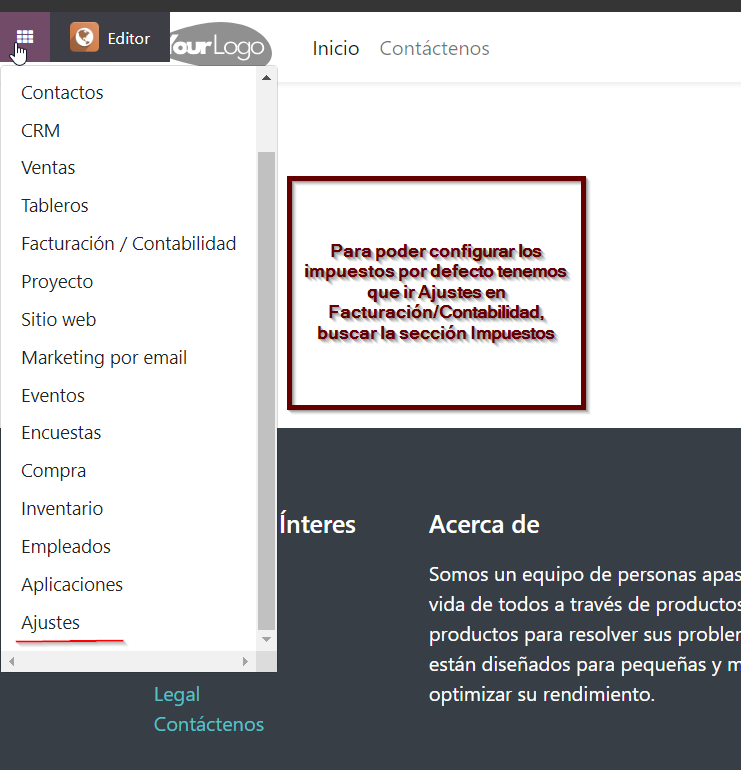 Editor
YourLogo
Inicio
Contáctenos
Contactos
CRM
Ventas
Tableros
Facturación / Contabilidad
Proyecto
Sitio web
Marketing por email
Eventos
Encuestas
Compra
Inventario
Empleados
Aplicaciones
Ajustes
Para poder configurar los
impuestos por defecto tenemos
que ir Ajustes en
Facturación/Contabilidad,
buscar la sección Impuestos
Ínteres
Legal
Contáctenos
Acerca de
Somos un equipo de personas apas
vida de todos a través de productos
productos para resolver sus probler
están diseñados para pequeñas y m
optimizar su rendimiento.